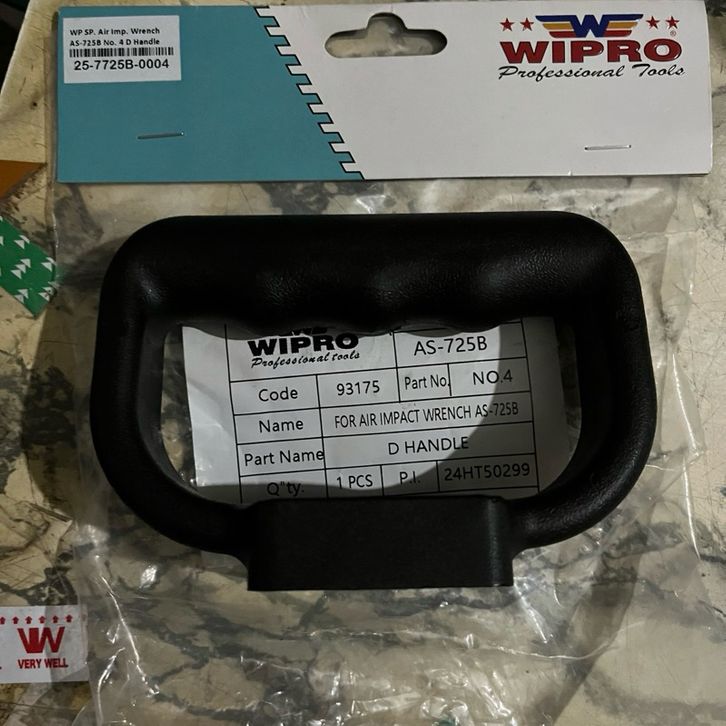 WP SP. Air Imp. Wrench
AS-725B No. 4 D Handle
25-7725B-0004
W
WIPRO®
Professional Tools
WIPRO
Professional tools
AS-725B
Code 93175 Part No. NO.4
Name FOR AIR IMPACT WRENCH AS-725B
Part Name D HANDLE
Q"ty. 1 PCS P.I. 24HT50299
VW
VERY WELL